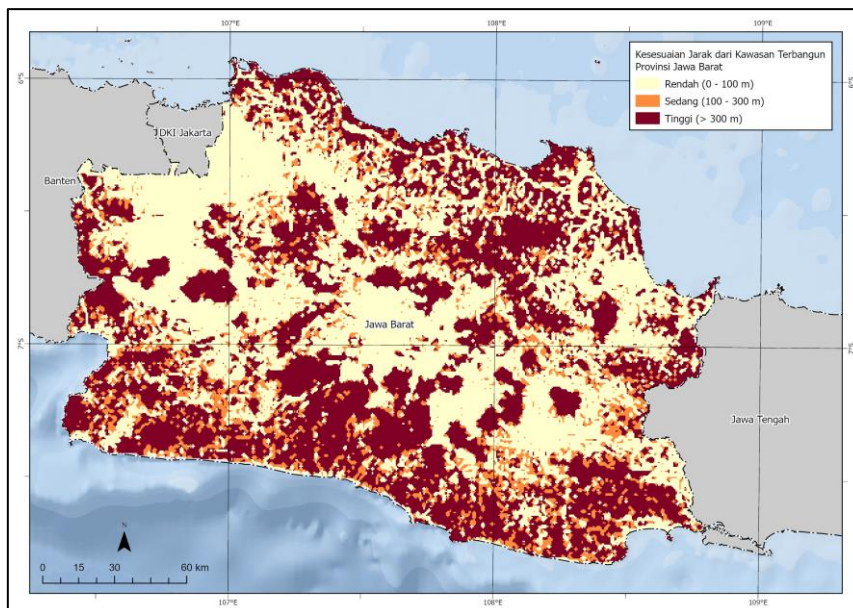 107°E
108°E
109°E
6°S
6°S
Kesesuaian Jarak dari Kawasan Terbangun
Provinsi Jawa Barat
Rendah (0 - 100 m)
Sedang (100 - 300 m)
Tinggi (> 300 m)
DKI Jakarta
Banten
Jawa Barat
7°S
7°S
Jawa Tengah
N
0 15 30 60 km
107°E
108°E
109°E